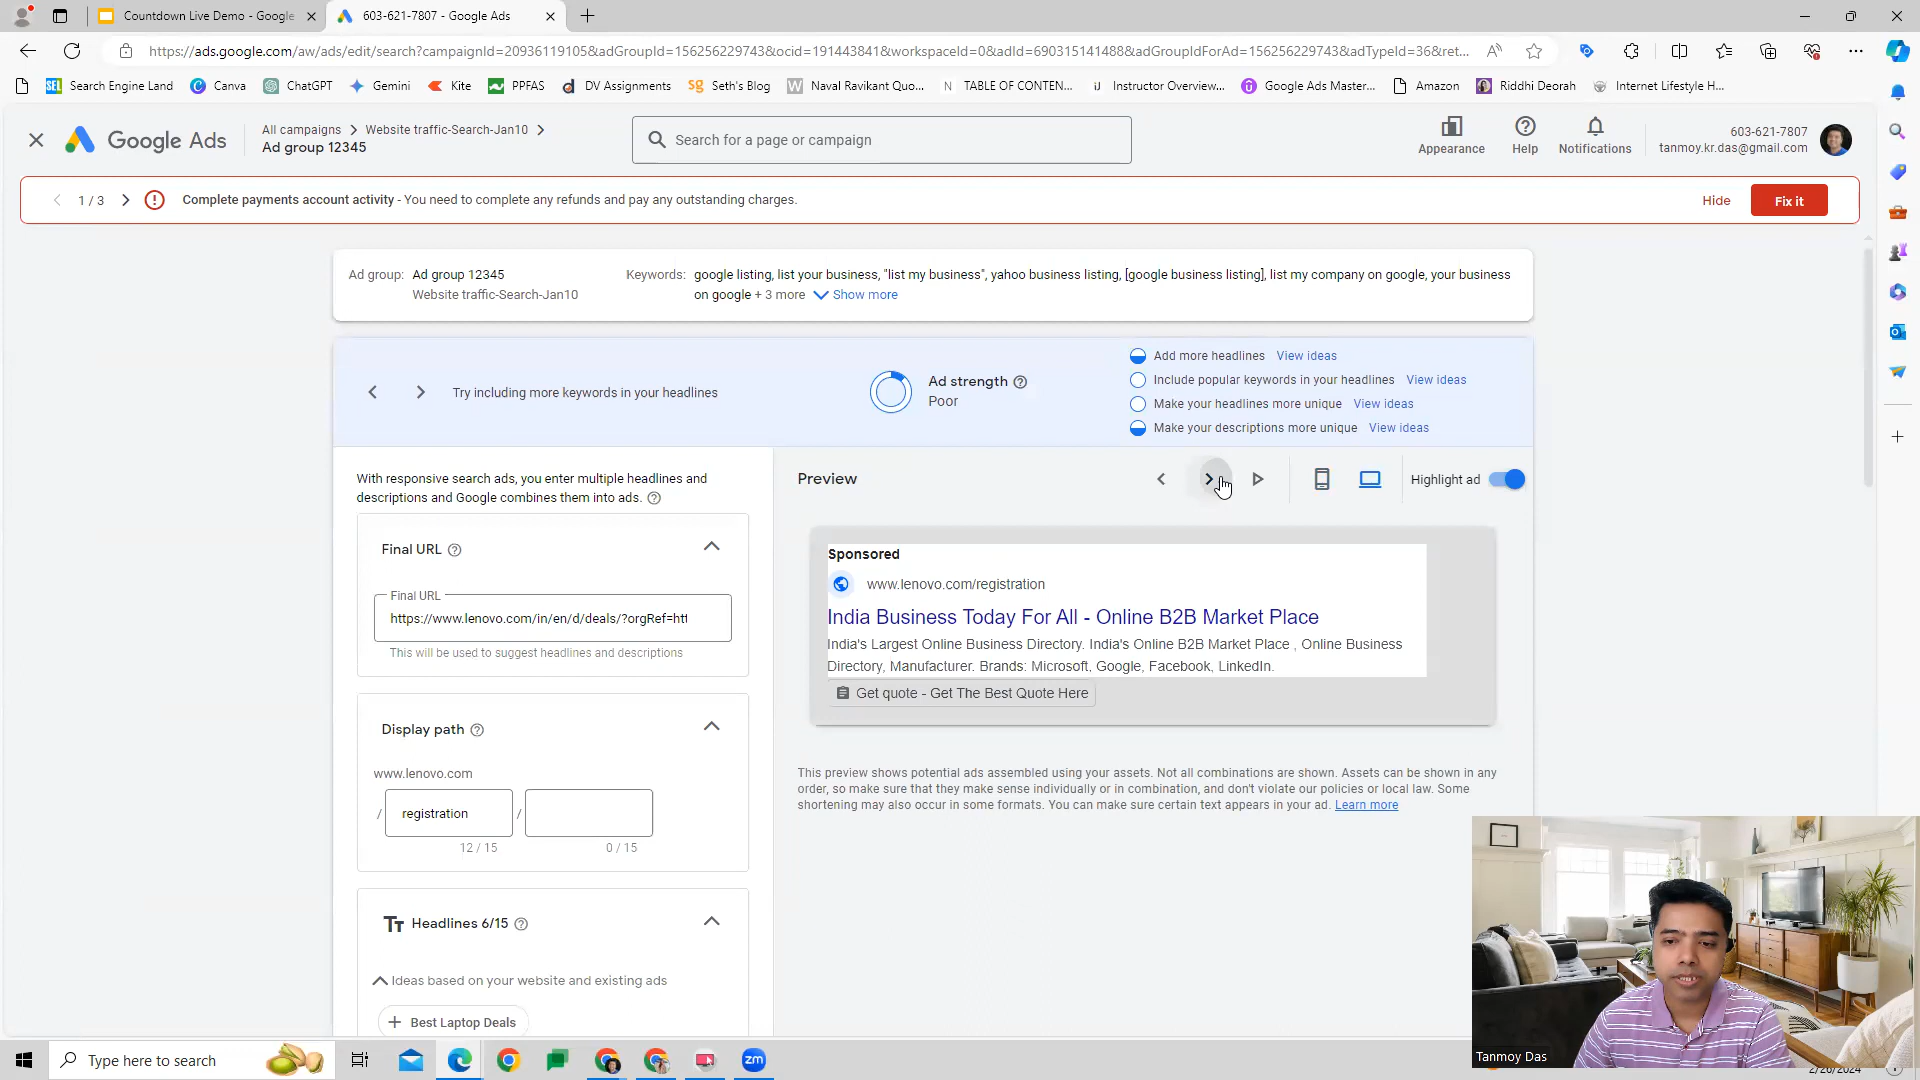 Countdown Live Demo - Google
603-621-7807 - Google Ads
https://ads.google.com/aw/ads/edit/search?campaignId=20936119105&adGroupId=156256229743&ocid=191443841&workspaceId=0&adId=690315141488&adGroupIdForAd=156256229743&adTypeId=36&ret...
Search Engine Land
Canva
ChatGPT
Gemini
Kite
PPFAS
DV Assignments
Seth's Blog
Naval Ravikant Quo...
TABLE OF CONTEN...
Instructor Overview...
Google Ads Master...
Amazon
Riddhi Deorah
Internet Lifestyle H...
Google Ads
All campaigns > Website traffic-Search-Jan10 >
Ad group 12345
Search for a page or campaign
Appearance
Help
Notifications
603-621-7807
tanmoy.kr.das@gmail.com
1 / 3
Complete payments account activity - You need to complete any refunds and pay any outstanding charges.
Hide
Fix it
Ad group: Ad group 12345
Website traffic-Search-Jan10
Keywords: google listing, list your business, "list my business", yahoo business listing, [google business listing], list my company on google, your business
on google + 3 more Show more
Try including more keywords in your headlines
Ad strength
Poor
Add more headlines View ideas
Include popular keywords in your headlines View ideas
Make your headlines more unique View ideas
Make your descriptions more unique View ideas
With responsive search ads, you enter multiple headlines and
descriptions and Google combines them into ads.
Final URL
Final URL
https://www.lenovo.com/in/en/d/deals/?orgRef=htt
This will be used to suggest headlines and descriptions
Display path
www.lenovo.com
/ registration /
12 / 15
0 / 15
Headlines 6/15
Ideas based on your website and existing ads
+ Best Laptop Deals
Preview
Highlight ad
Sponsored
www.lenovo.com/registration
India Business Today For All - Online B2B Market Place
India's Largest Online Business Directory. India's Online B2B Market Place , Online Business
Directory, Manufacturer. Brands: Microsoft, Google, Facebook, LinkedIn.
Get quote - Get The Best Quote Here
This preview shows potential ads assembled using your assets. Not all combinations are shown. Assets can be shown in any
order, so make sure that they make sense individually or in combination, and don't violate our policies or local law. Some
shortening may also occur in some formats. You can make sure certain text appears in your ad. Learn more
Tanmoy Das
Type here to search
zm
2/26/2024